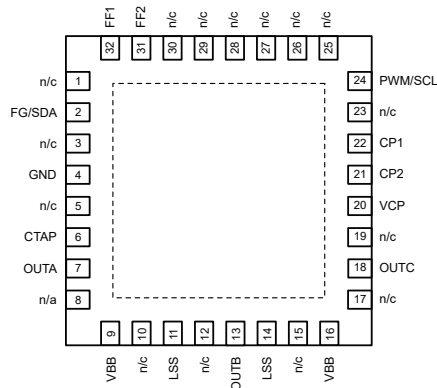 FF1 FF2 n/c n/c n/c n/c n/c n/c
32 31 30 29 28 27 26 25
n/c 1 24 PWM/SCL
FG/SDA 2 23 n/c
n/c 3 22 CP1
GND 4 21 CP2
n/c 5 20 VCP
CTAP 6 19 n/c
OUTA 7 18 OUTC
n/a 8 17 n/c
9 10 11 12 13 14 15 16
VBB n/c LSS n/c OUTB LSS n/c VBB